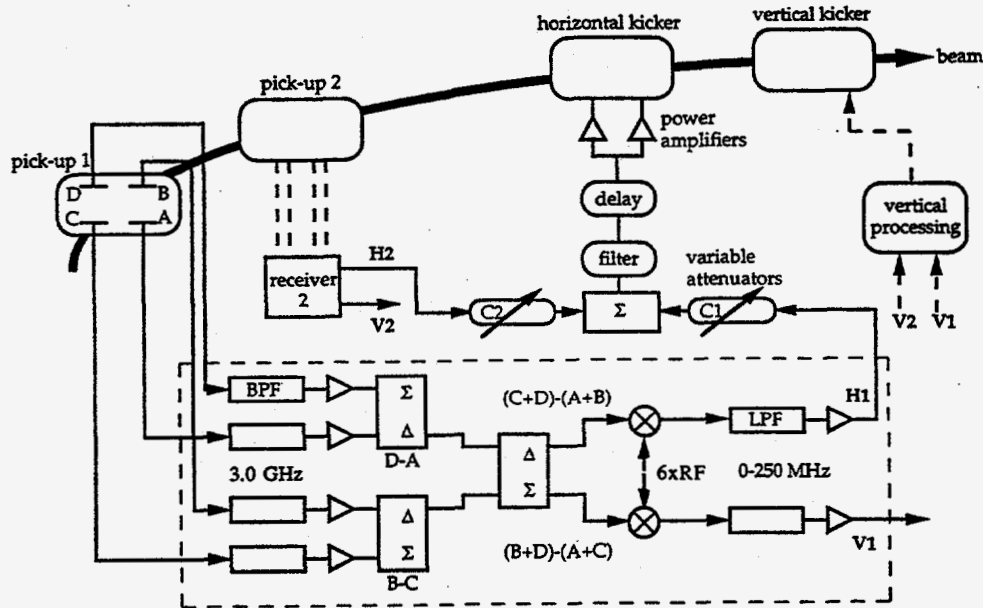 horizontal kicker
vertical kicker
beam
pick-up 2
power
amplifiers
pick-up 1
D
B
C
A
delay
vertical
processing
filter
variable
attenuators
H2
receiver
2
V2
C2
Σ
C1
V2
V1
BPF
Σ
Δ
D-A
(C+D)-(A+B)
H1
LPF
3.0 GHz
Δ
Σ
6xRF
0-250 MHz
Δ
Σ
B-C
(B+D)-(A+C)
V1